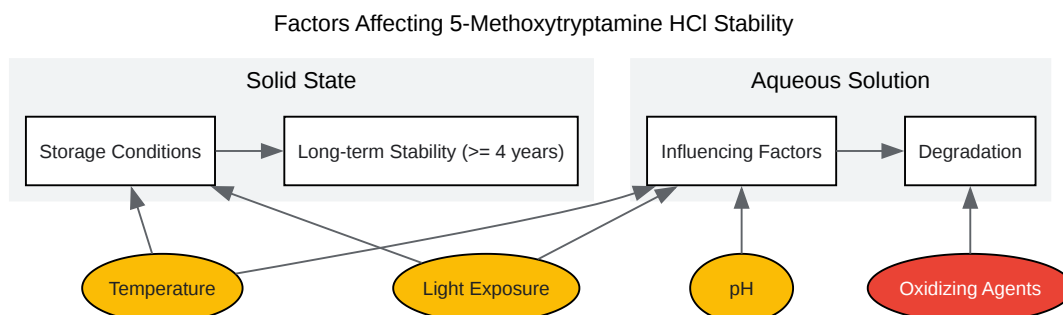 Factors Affecting 5-Methoxytryptamine HCl Stability
Solid State
Aqueous Solution
Storage Conditions
Long-term Stability (>= 4 years)
Influencing Factors
Degradation
Temperature
Light Exposure
pH
Oxidizing Agents